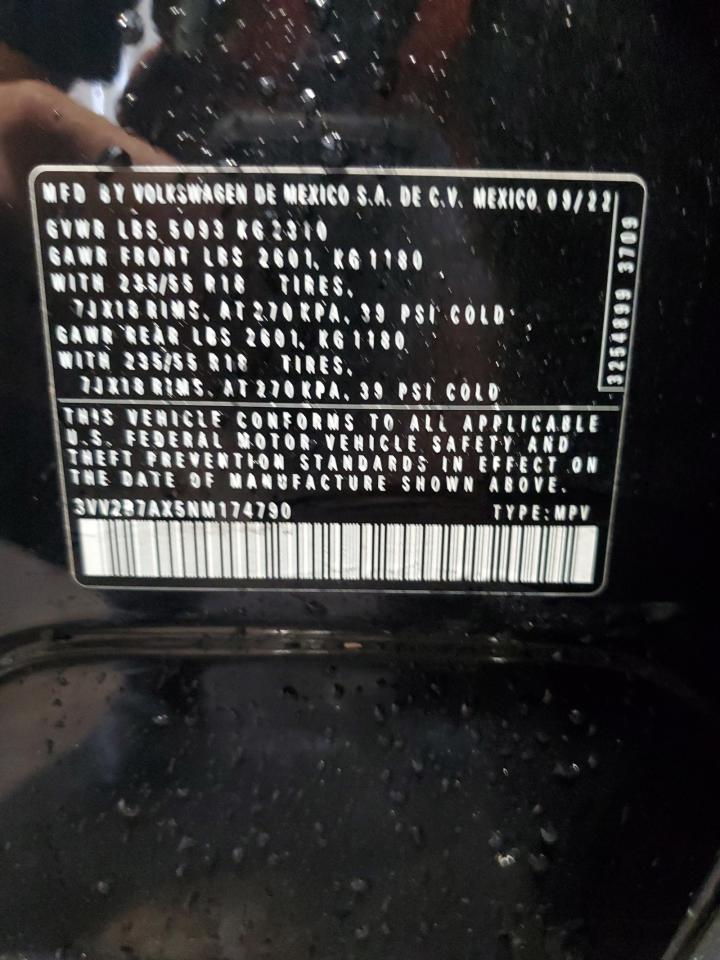 MFD BY VOLKSWAGEN DE MEXICO S.A. DE C.V. MEXICO, 03/22
GVWR LBS 5093 KG 2310
GAWR FRONT LBS 2601, KG 1180
WITH 235/55 R18 TIRES,
7JX18 RIMS, AT 270 KPA, 39 PSI COLD
GAWR REAR LBS 2601, KG 1180
WITH 235/55 R18 TIRES,
7JX18 RIMS, AT 270 KPA, 39 PSI COLD
3254899 3709
THIS VEHICLE CONFORMS TO ALL APPLICABLE
U.S. FEDERAL MOTOR VEHICLE SAFETY AND
THEFT PREVENTION STANDARDS IN EFFECT ON
THE DATE OF MANUFACTURE SHOWN ABOVE.
3VV2B7AX5NM174790 TYPE: MPV